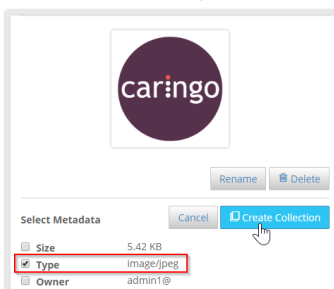 caringo
Rename Delete
Select Metadata Cancel Create Collection
Size 5.42 KB
Type image/jpeg
Owner admin1@